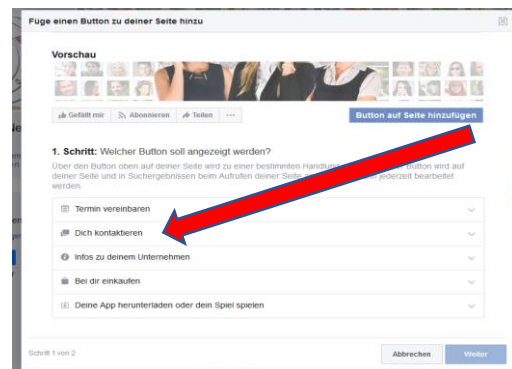 Füge einen Button zu deiner Seite hinzu
Vorschau
Gefällt mir Abonnieren Teilen ...
Button auf Seite hinzufügen
1. Schritt: Welcher Button soll angezeigt werden?
Über den Button oben auf deiner Seite wird zu einer bestimmten Button wird auf
deiner Seite und in Suchergebnissen beim Aufrufen deiner Seite jederzeit bearbeitet
werden.
Termin vereinbaren
Dich kontaktieren
Infos zu deinem Unternehmen
Bei dir einkaufen
Deine App herunterladen oder dein Spiel spielen
Schritt 1 von 2
Abbrechen
Weiter